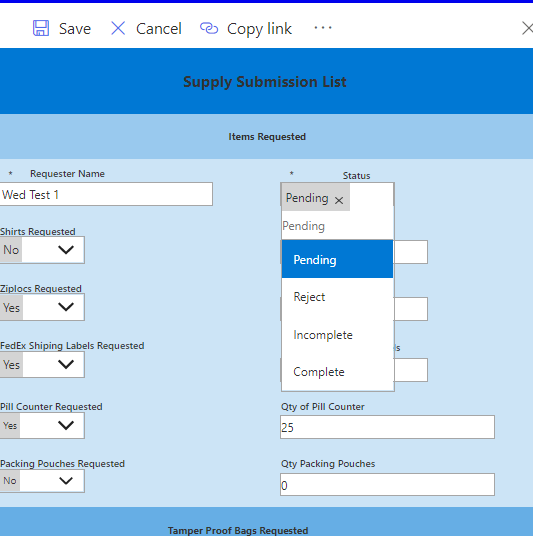 Save Cancel Copy link ...
Supply Submission List
Items Requested
* Requester Name
Wed Test 1
* Status
Pending ×
Pending
Pending
Reject
Incomplete
Complete
Shirts Requested
No
Ziplocs Requested
Yes
FedEx Shiping Labels Requested
Yes
Pill Counter Requested
Yes
Qty of Pill Counter
25
Packing Pouches Requested
No
Qty Packing Pouches
0
Tamper Proof Bags Requested